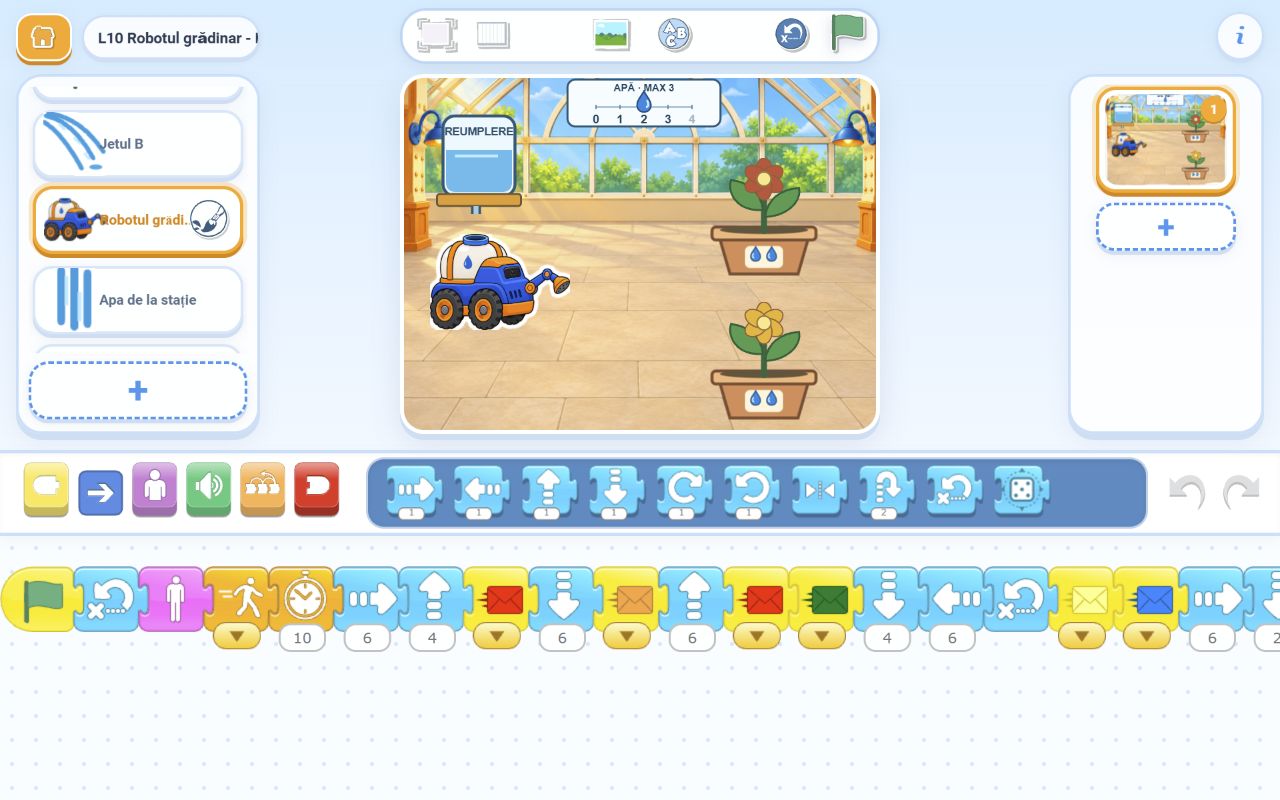 L10 Robotul grădinar -
i
Jetul B
Robotul grădi.
Apa de la stație
+
APĂ · MAX 3
0 1 2 3 4
REUMPLERE
A B C
1
+
1 1 1 1 1 1 2
10 6 4 6 6 4 6 6 2